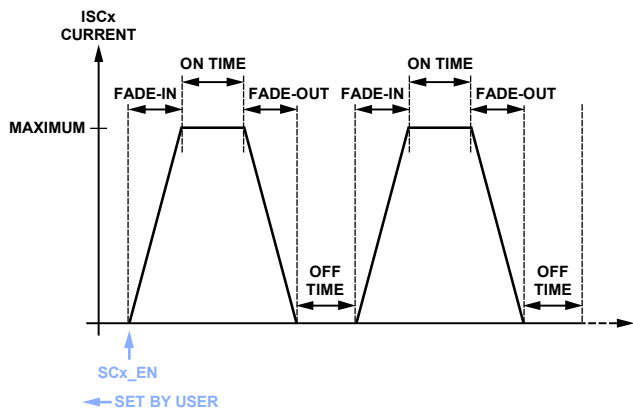 ISCx
CURRENT
ON TIME
ON TIME
FADE-IN
FADE-OUT
FADE-IN
FADE-OUT
MAXIMUM
OFF
TIME
OFF
TIME
SCx_EN
SET BY USER